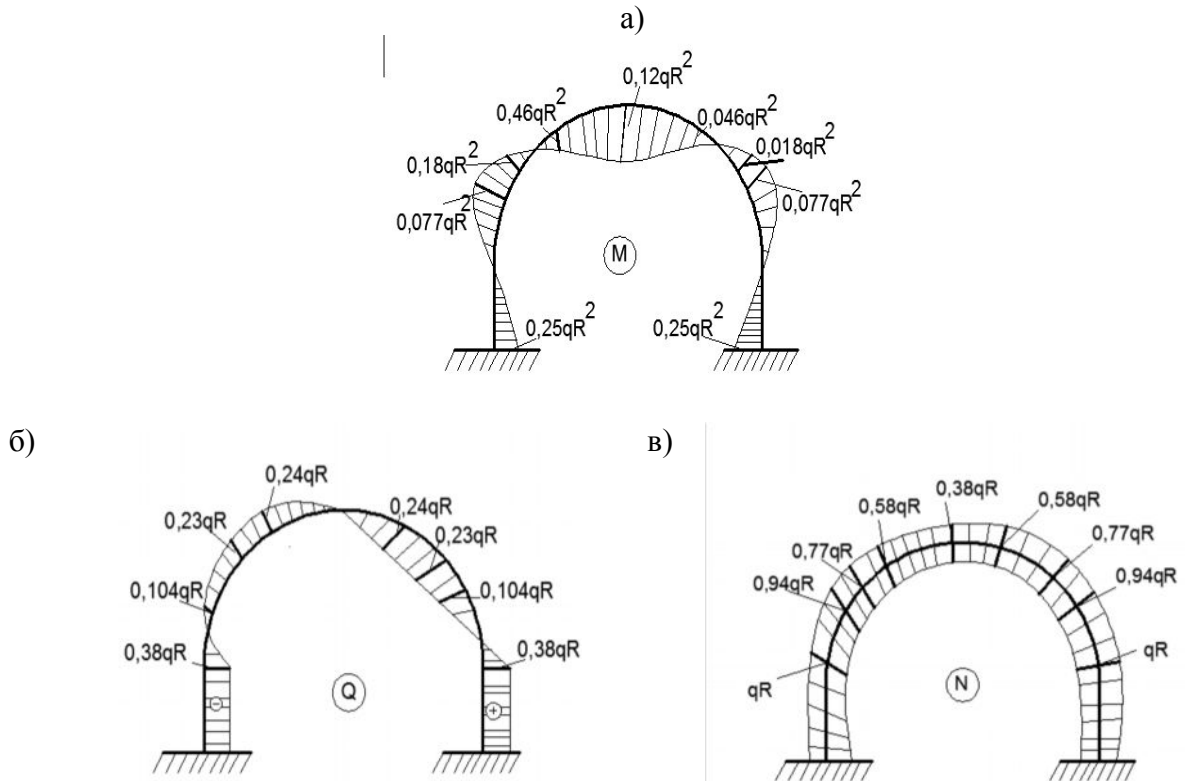 а)
0,12qR²
0,46qR²
0,046qR²
0,18qR²
0,018qR²
0,077qR²
0,077qR²
M
0,25qR²
0,25qR²
б)
0,24qR
0,23qR
0,24qR
0,23qR
0,104qR
0,104qR
0,38qR
0,38qR
-
Q
+
в)
0,38qR
0,58qR
0,58qR
0,77qR
0,77qR
0,94qR
0,94qR
qR
qR
N